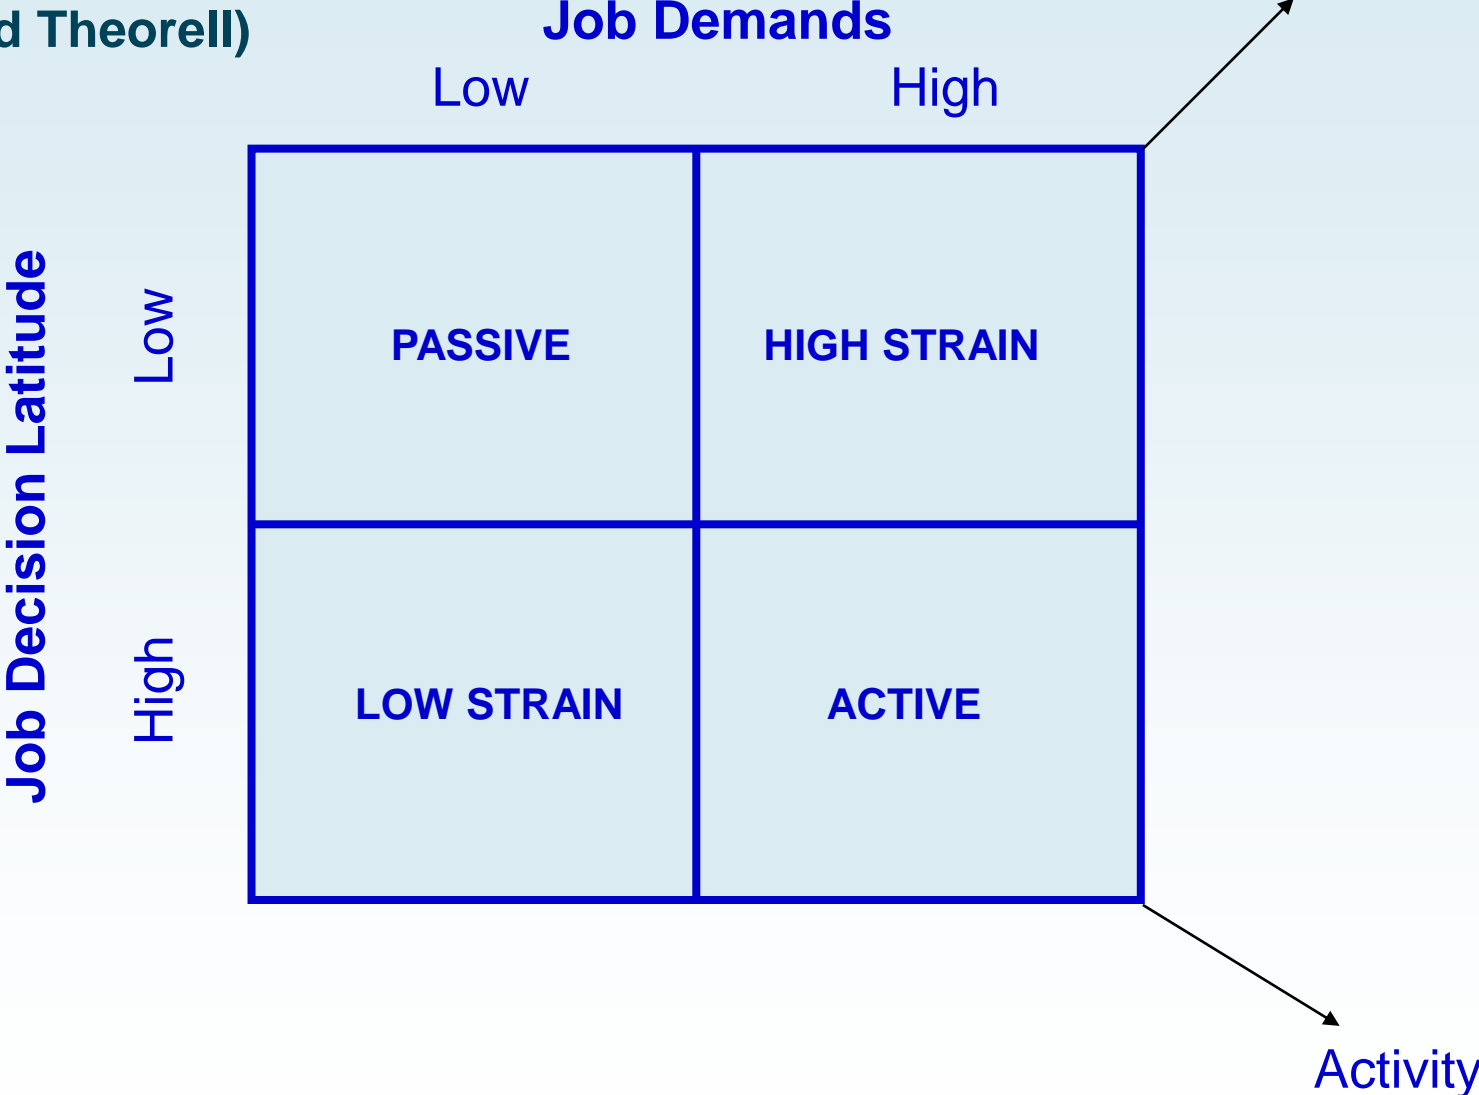 d Theorell)
Job Demands
Low High
Job Decision Latitude
Low
PASSIVE HIGH STRAIN
High
LOW STRAIN ACTIVE
Activity